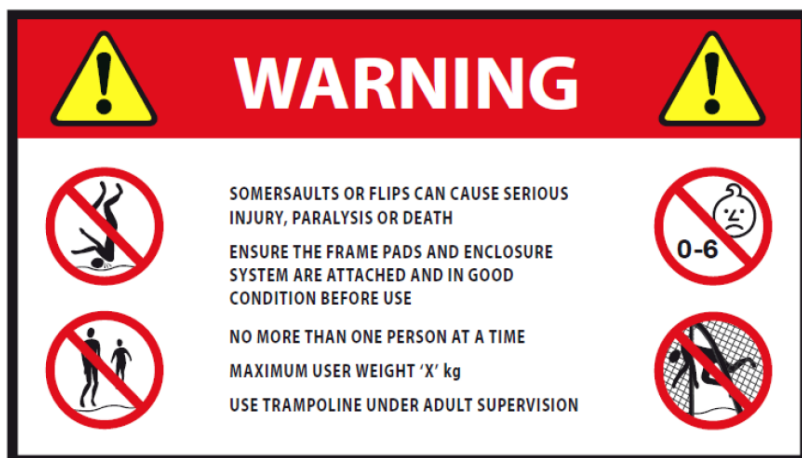 WARNING
SOMERSAULTS OR FLIPS CAN CAUSE SERIOUS
INJURY, PARALYSIS OR DEATH
ENSURE THE FRAME PADS AND ENCLOSURE
SYSTEM ARE ATTACHED AND IN GOOD
CONDITION BEFORE USE
NO MORE THAN ONE PERSON AT A TIME
MAXIMUM USER WEIGHT ‘X’ kg
USE TRAMPOLINE UNDER ADULT SUPERVISION
0-6